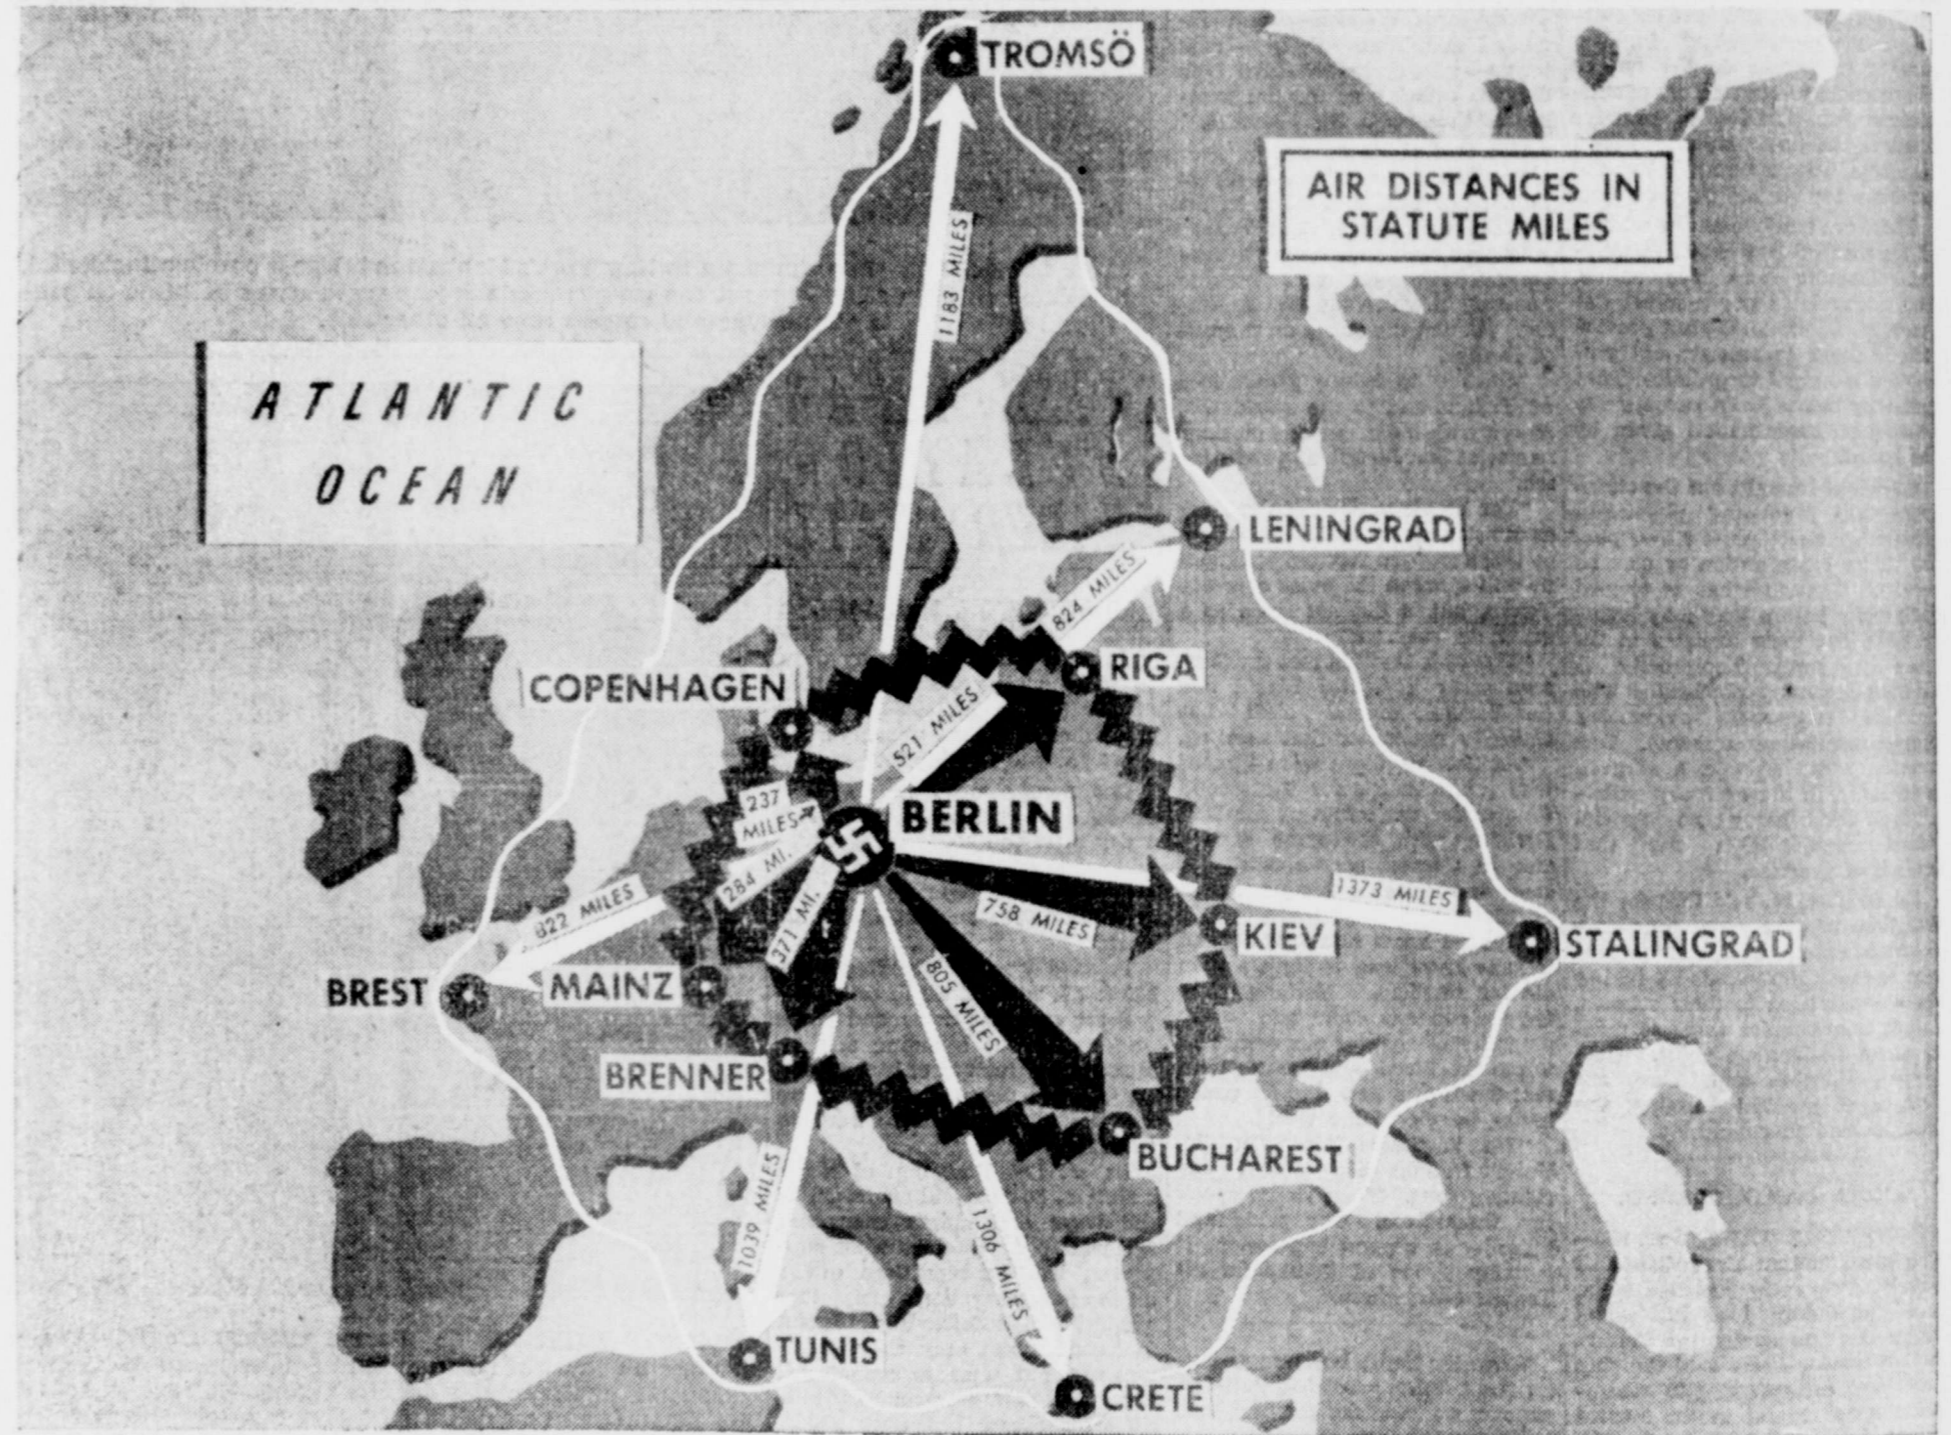 TROMSÖ
AIR DISTANCES IN
STATUTE MILES
1183 MILES
ATLANTIC
OCEAN
LENINGRAD
824 MILES
RIGA
COPENHAGEN
521 MILES
237
MILES
BERLIN
284 MI.
822 MILES
371 MI.
758 MILES
1373 MILES
KIEV
STALINGRAD
BREST
MAINZ
805 MILES
BRENNER
BUCHAREST
1039 MILES
1306 MILES
TUNIS
CRETE